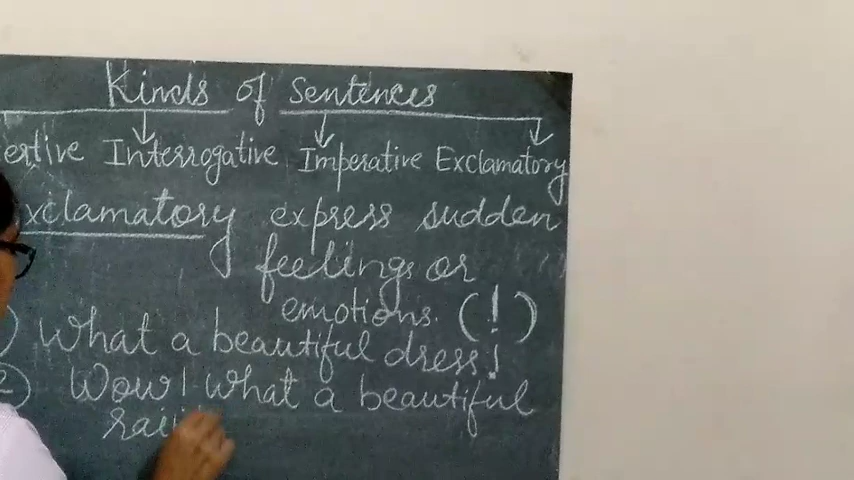 Kinds of Sentences
ertive Interrogative Imperative Exclamatory
xclamatory express sudden
feelings or
emotions. (!)
) What a beautiful dress!
2) Wow! what a beautiful